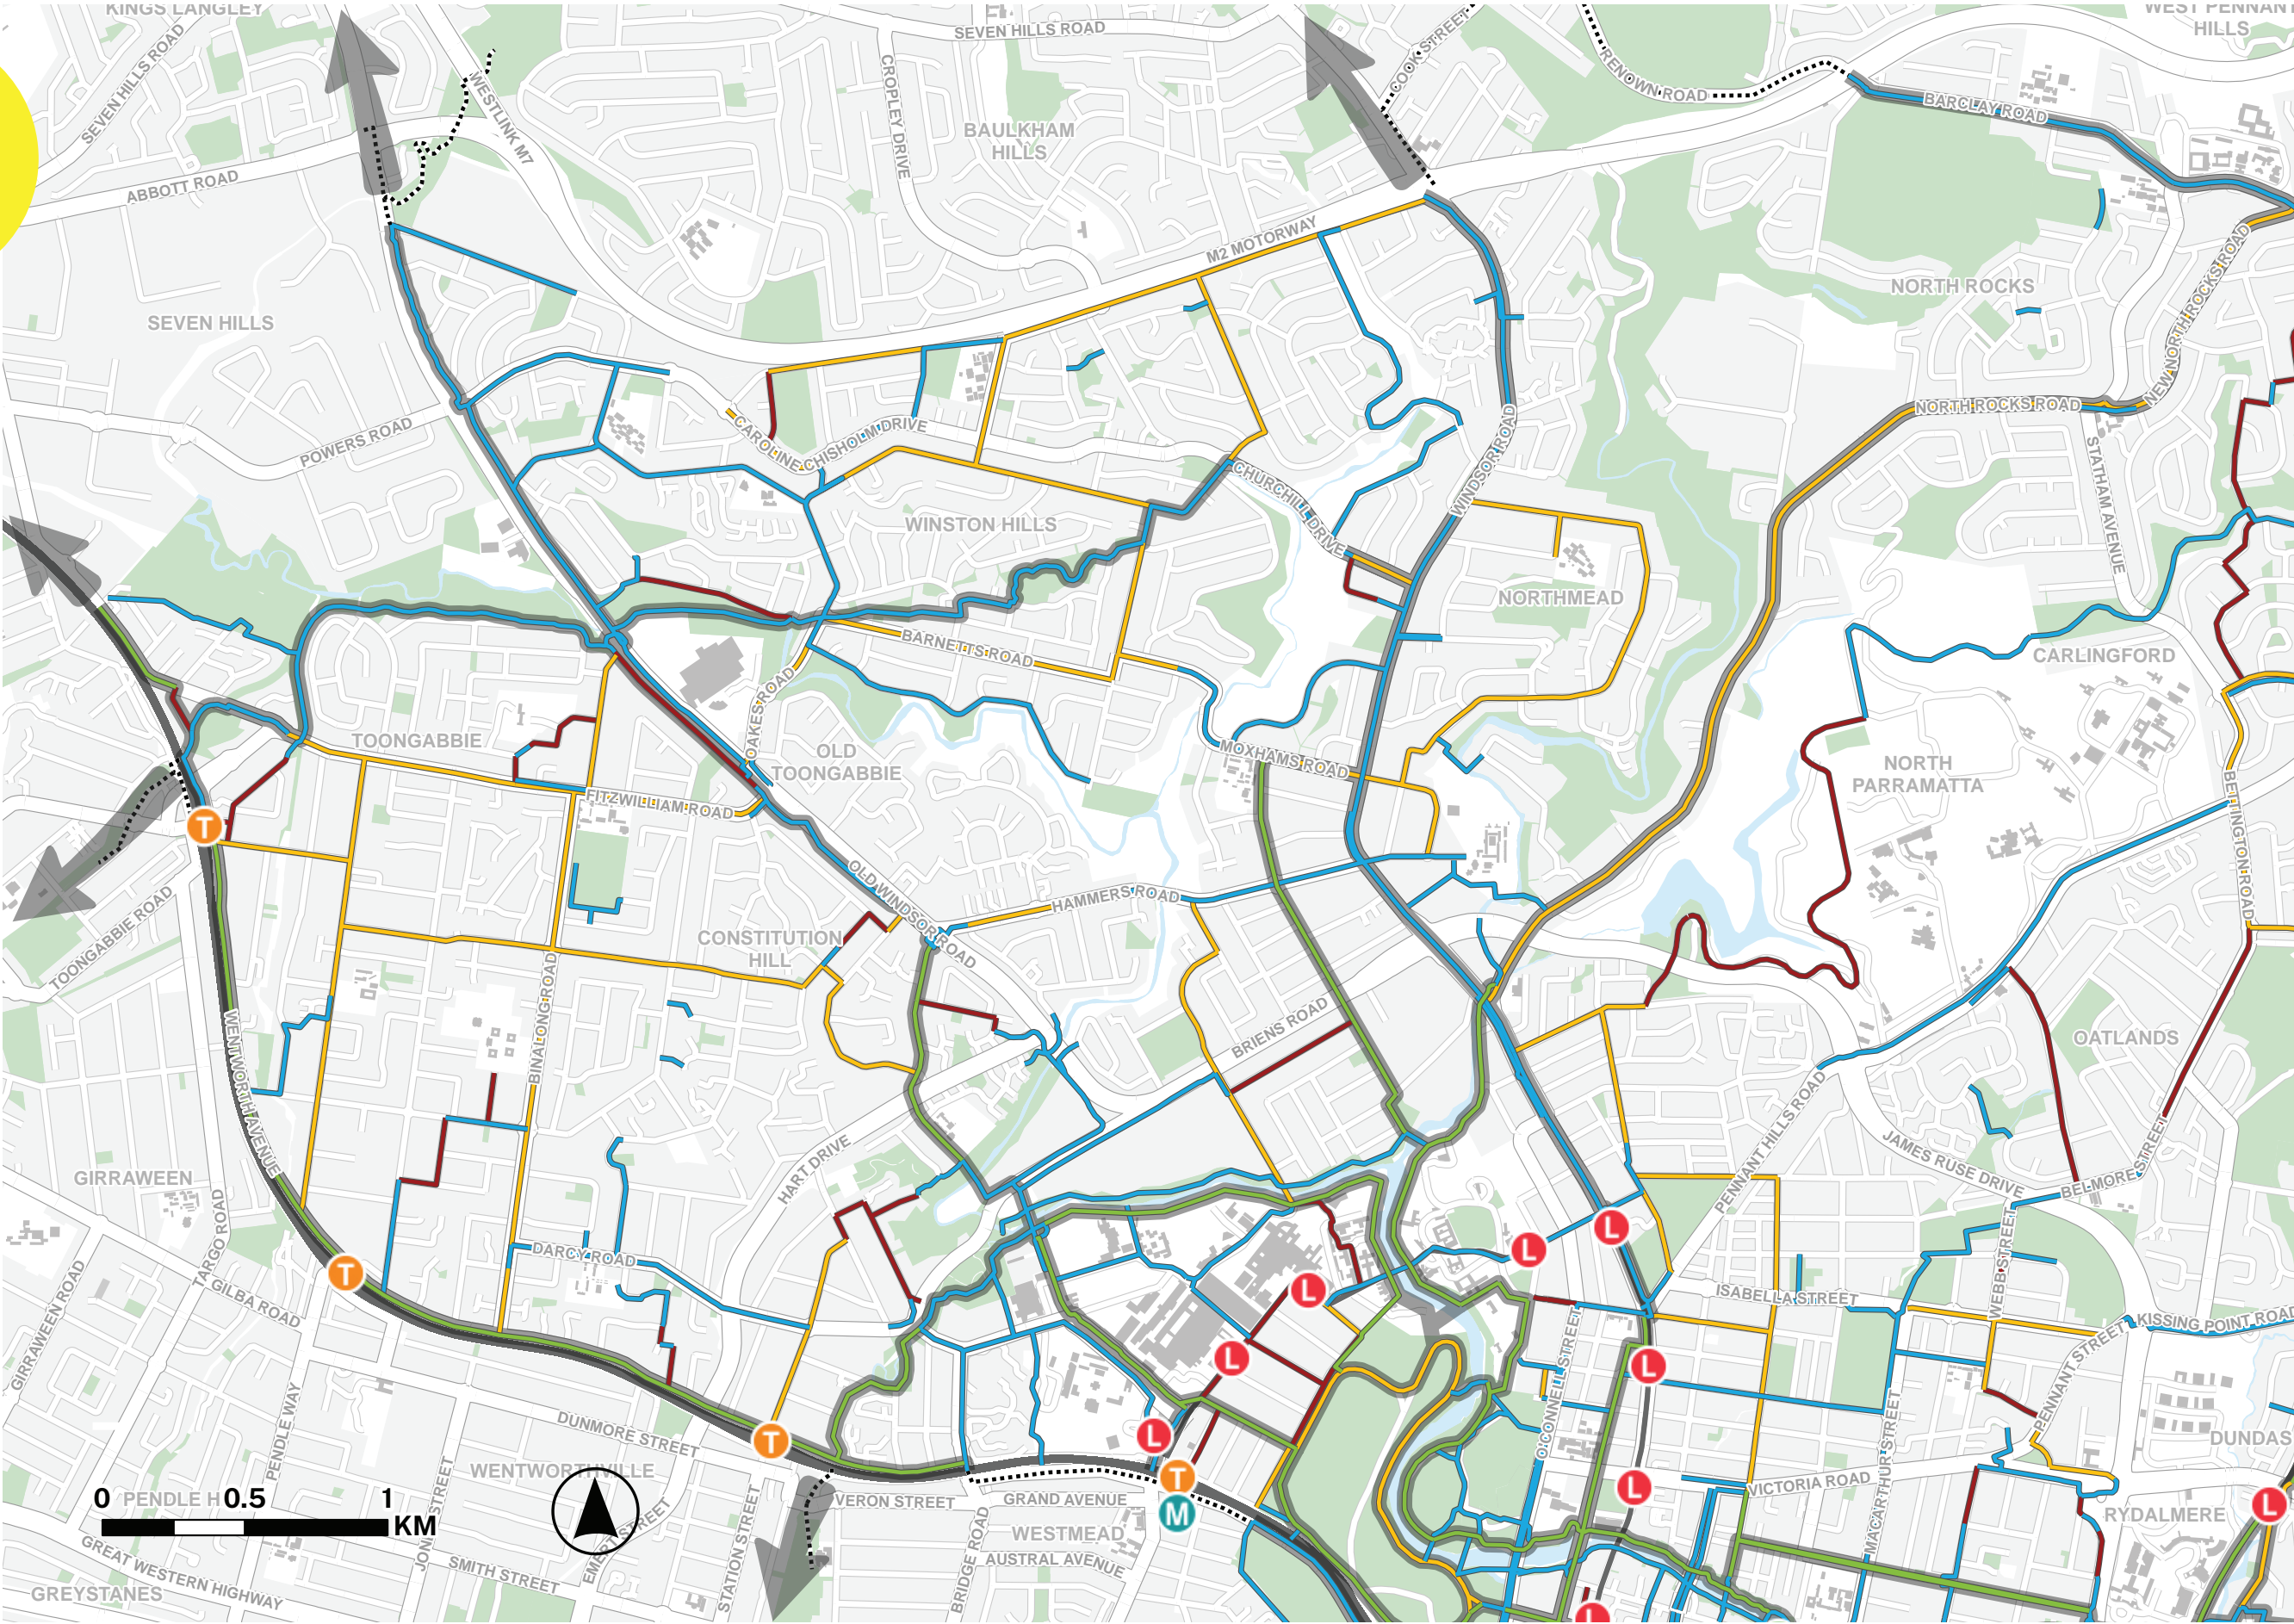 KINGS LANGLEY
SEVEN HILLS ROAD
SEVEN HILLS ROAD
WEST PENNANT
HILLS
COOK STREET
RENOWN ROAD
WESTLINK M7
CROPLEY DRIVE
BARCLAY ROAD
BAULKHAM
HILLS
ABBOTT ROAD
M2 MOTORWAY
NORTH ROCKS
NEW NORTH ROCKS ROAD
SEVEN HILLS
NORTH ROCKS ROAD
POWERS ROAD
CAROLINE CHISHOLM DRIVE
WINDSOR ROAD
STATHAM AVENUE
CHURCHILL DRIVE
WINSTON HILLS
NORTHMEAD
BARNETTS ROAD
CARLINGFORD
OAKES ROAD
TOONGABBIE
OLD
TOONGABBIE
MOXHAMS ROAD
NORTH
PARRAMATTA
FITZWILLIAM ROAD
BETTINGTON ROAD
T
OLD WINDSOR ROAD
HAMMERS ROAD
TOONGABBIE ROAD
CONSTITUTION
HILL
BINALONG ROAD
WENTWORTH AVENUE
BRIENS ROAD
OATLANDS
PENNANT HILLS ROAD
JAMES RUSE DRIVE
BELMORE STREET
HART DRIVE
GIRRAWEEN
TARGO ROAD
WEBB STREET
DARCY ROAD
L
L
T
L
GILBA ROAD
GIRRAWEEN ROAD
ISABELLA STREET
KISSING POINT ROAD
O'CONNELL STREET
L
L
PENNANT STREET
MACARTHUR STREET
PENDLE WAY
DUNMORE STREET
T
L
DUNDAS
WENTWORTHVILLE
T
M
VICTORIA ROAD
L
L
0 PENDLE H 0.5 1
KM
JONES STREET
VERON STREET
GRAND AVENUE
WESTMEAD
RYDALMERE
EMERT STREET
STATION STREET
BRIDGE ROAD
AUSTRAL AVENUE
SMITH STREET
GREAT WESTERN HIGHWAY
GREYSTANES
L